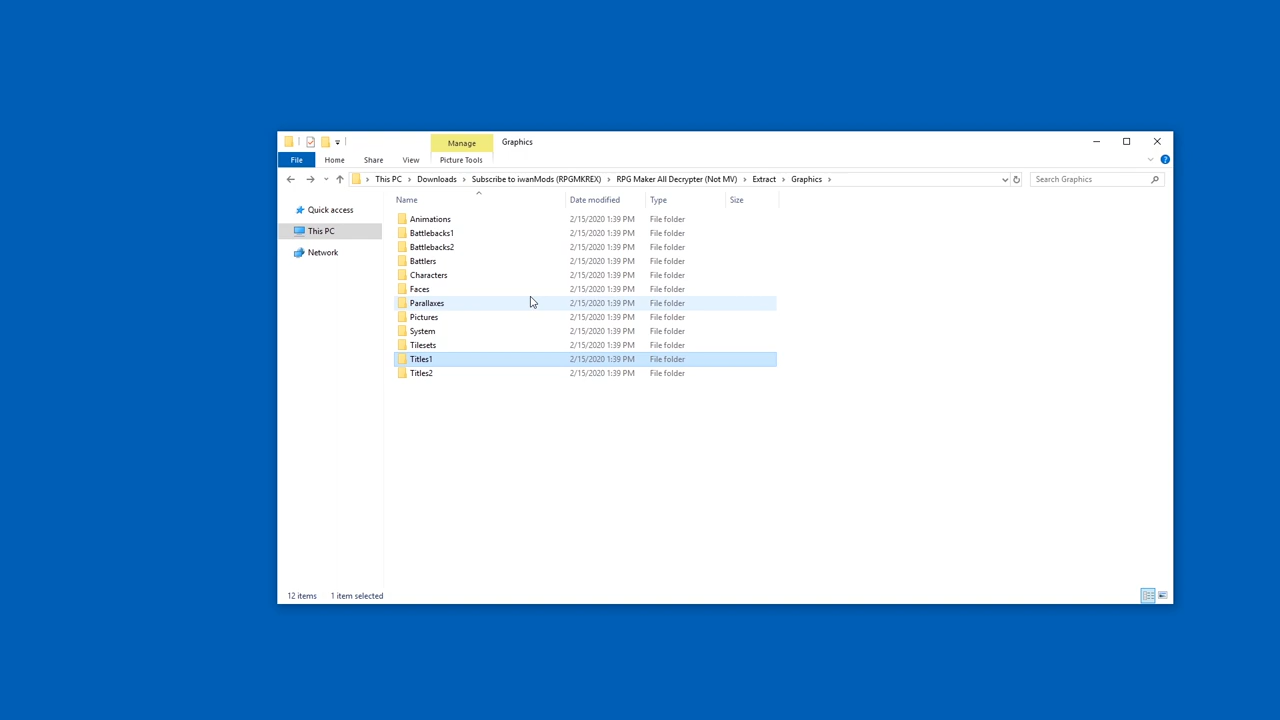 Manage
Graphics
File
Home
Share
View
Picture Tools
This PC
Downloads
Subscribe to iwanMods (RPGMKREX)
RPG Maker All Decrypter (Not MV)
Extract
Graphics
Search Graphics
Quick access
This PC
Network
Name
Date modified
Type
Size
Animations 2/15/2020 1:39 PM File folder
Battlebacks1 2/15/2020 1:39 PM File folder
Battlebacks2 2/15/2020 1:39 PM File folder
Battlers 2/15/2020 1:39 PM File folder
Characters 2/15/2020 1:39 PM File folder
Faces 2/15/2020 1:39 PM File folder
Parallaxes 2/15/2020 1:39 PM File folder
Pictures 2/15/2020 1:39 PM File folder
System 2/15/2020 1:39 PM File folder
Tilesets 2/15/2020 1:39 PM File folder
Titles1 2/15/2020 1:39 PM File folder
Titles2 2/15/2020 1:39 PM File folder
12 items
1 item selected